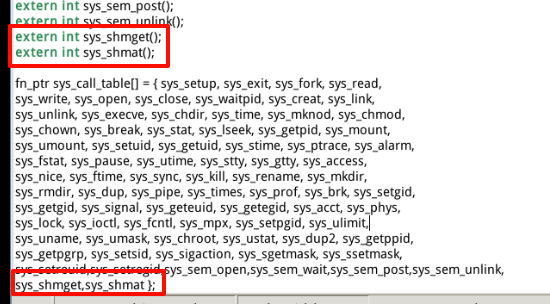 extern int sys_sem_post();
extern int sys_sem_unlink();
extern int sys_shmget();
extern int sys_shmat();
fn_ptr sys_call_table[] = { sys_setup, sys_exit, sys_fork, sys_read,
sys_write, sys_open, sys_close, sys_waitpid, sys_creat, sys_link,
sys_unlink, sys_execve, sys_chdir, sys_time, sys_mknod, sys_chmod,
sys_chown, sys_break, sys_stat, sys_lseek, sys_getpid, sys_mount,
sys_umount, sys_setuid, sys_getuid, sys_stime, sys_ptrace, sys_alarm,
sys_fstat, sys_pause, sys_utime, sys_stty, sys_gtty, sys_access,
sys_nice, sys_ftime, sys_sync, sys_kill, sys_rename, sys_mkdir,
sys_rmdir, sys_dup, sys_pipe, sys_times, sys_prof, sys_brk, sys_setgid,
sys_getgid, sys_signal, sys_geteuid, sys_getegid, sys_acct, sys_phys,
sys_lock, sys_ioctl, sys_fcntl, sys_mpx, sys_setpgid, sys_ulimit,
sys_uname, sys_umask, sys_chroot, sys_ustat, sys_dup2, sys_getppid,
sys_getpgrp, sys_setsid, sys_sigaction, sys_sgetmask, sys_ssetmask,
sys_setreuid,sys_setregid,sys_sem_open,sys_sem_wait,sys_sem_post,sys_sem_unlink,
sys_shmget,sys_shmat };